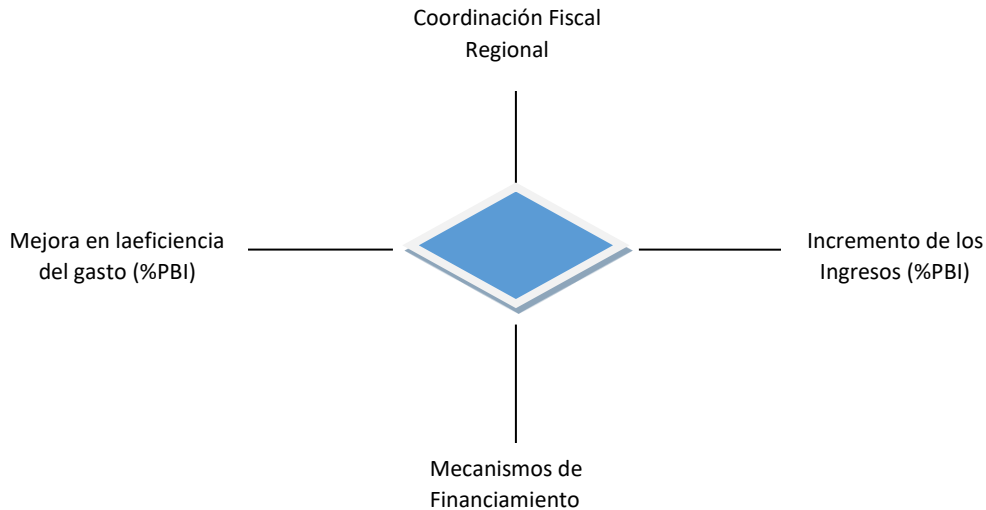 Coordinación Fiscal
Regional
Mejora en laeficiencia
del gasto (%PBI)
Incremento de los
Ingresos (%PBI)
Mecanismos de
Financiamiento